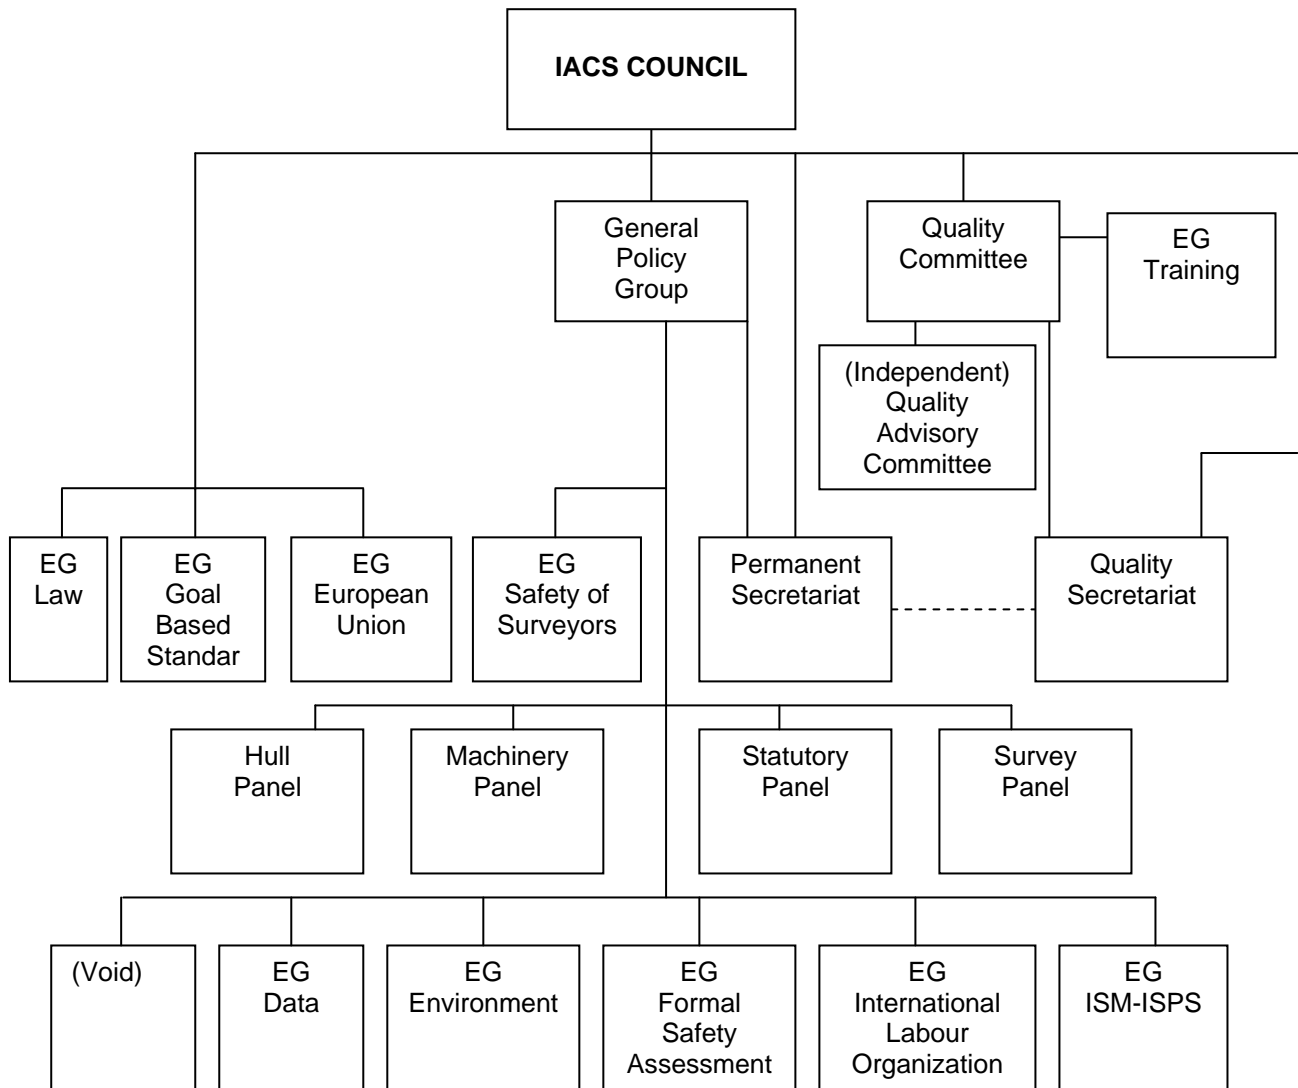 IACS COUNCIL
General
Policy
Group
Quality
Committee
EG
Training
(Independent)
Quality
Advisory
Committee
EG
Law
EG
Goal
Based
Standar
EG
European
Union
EG
Safety of
Surveyors
Permanent
Secretariat
Quality
Secretariat
Hull
Panel
Machinery
Panel
Statutory
Panel
Survey
Panel
(Void)
EG
Data
EG
Environment
EG
Formal
Safety
Assessment
EG
International
Labour
Organization
EG
ISM-ISPS